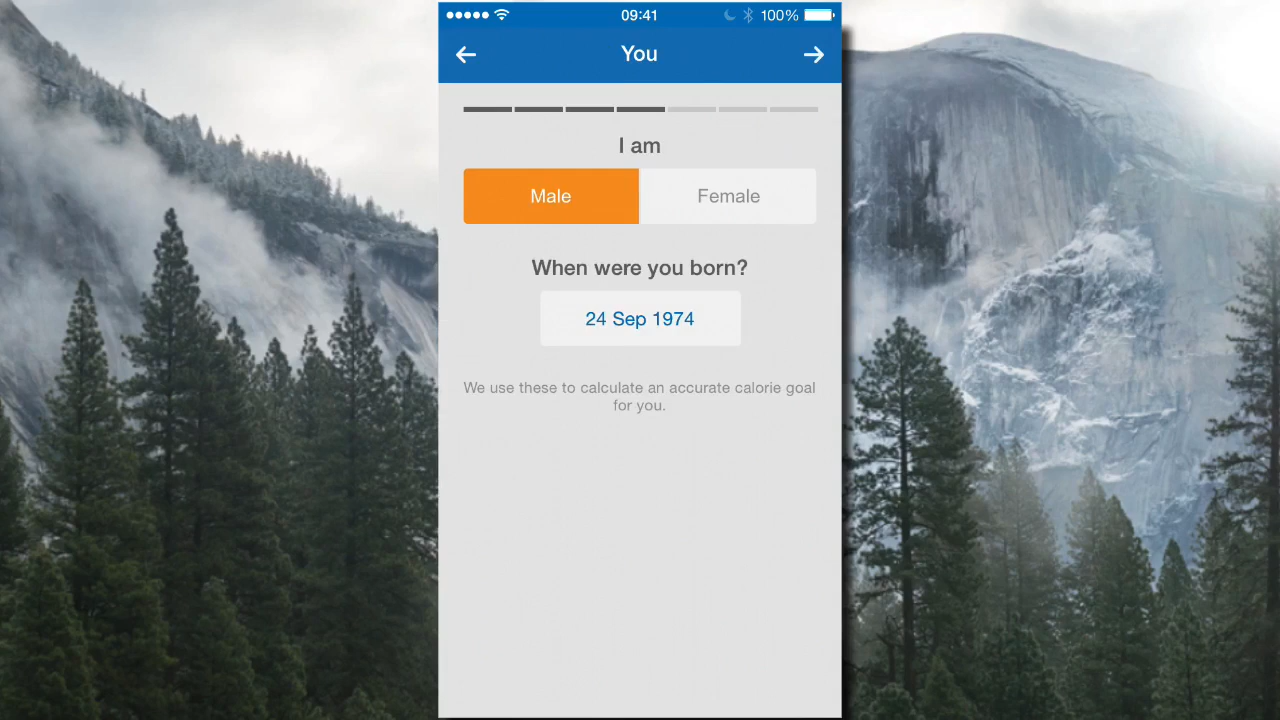 09:41
100%
You
I am
Male
Female
When were you born?
24 Sep 1974
We use these to calculate an accurate calorie goal
for you.